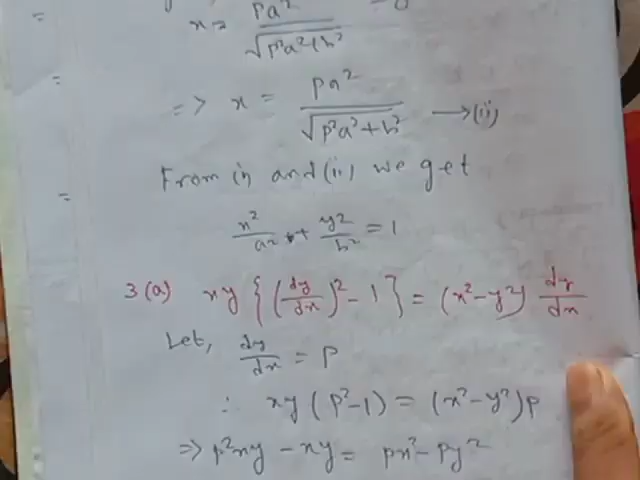 x = pa² / √(p²a²+b²)
=> x = pa² / √(p²a²+b²) → (ii)
From (i) and (ii) we get
x²/a² + y²/b² = 1
3 (a) xy { (dy/dx)² - 1 } = (x² - y²) dy/dx
Let, dy/dx = p
∴ xy (p² - 1) = (x² - y²) p
=> p²xy - xy = px² - py²